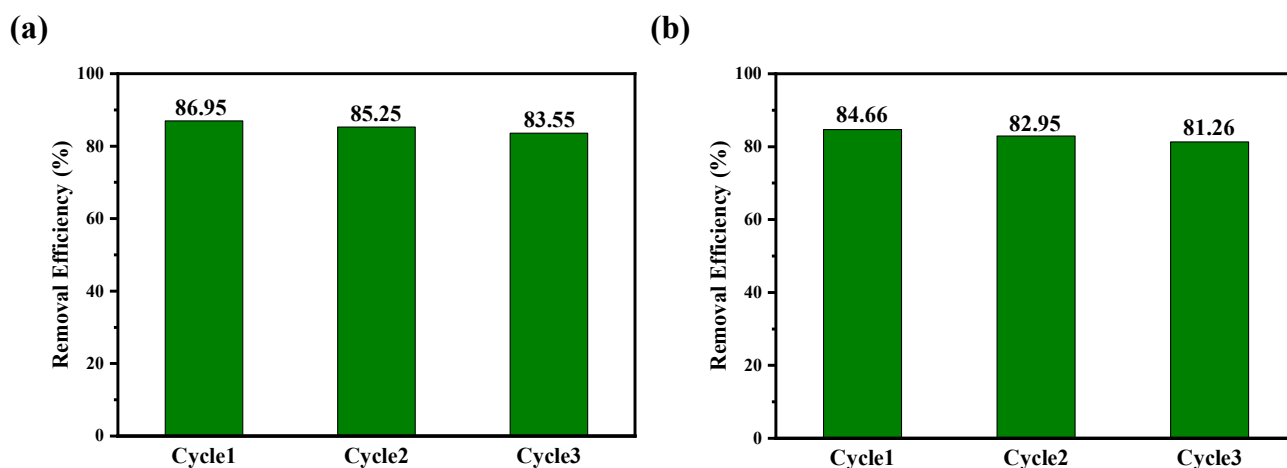 (a)
Removal Efficiency (%)
100
80
60
40
20
0
86.95
85.25
83.55
Cycle1
Cycle2
Cycle3
(b)
Removal Efficiency (%)
100
80
60
40
20
0
84.66
82.95
81.26
Cycle1
Cycle2
Cycle3